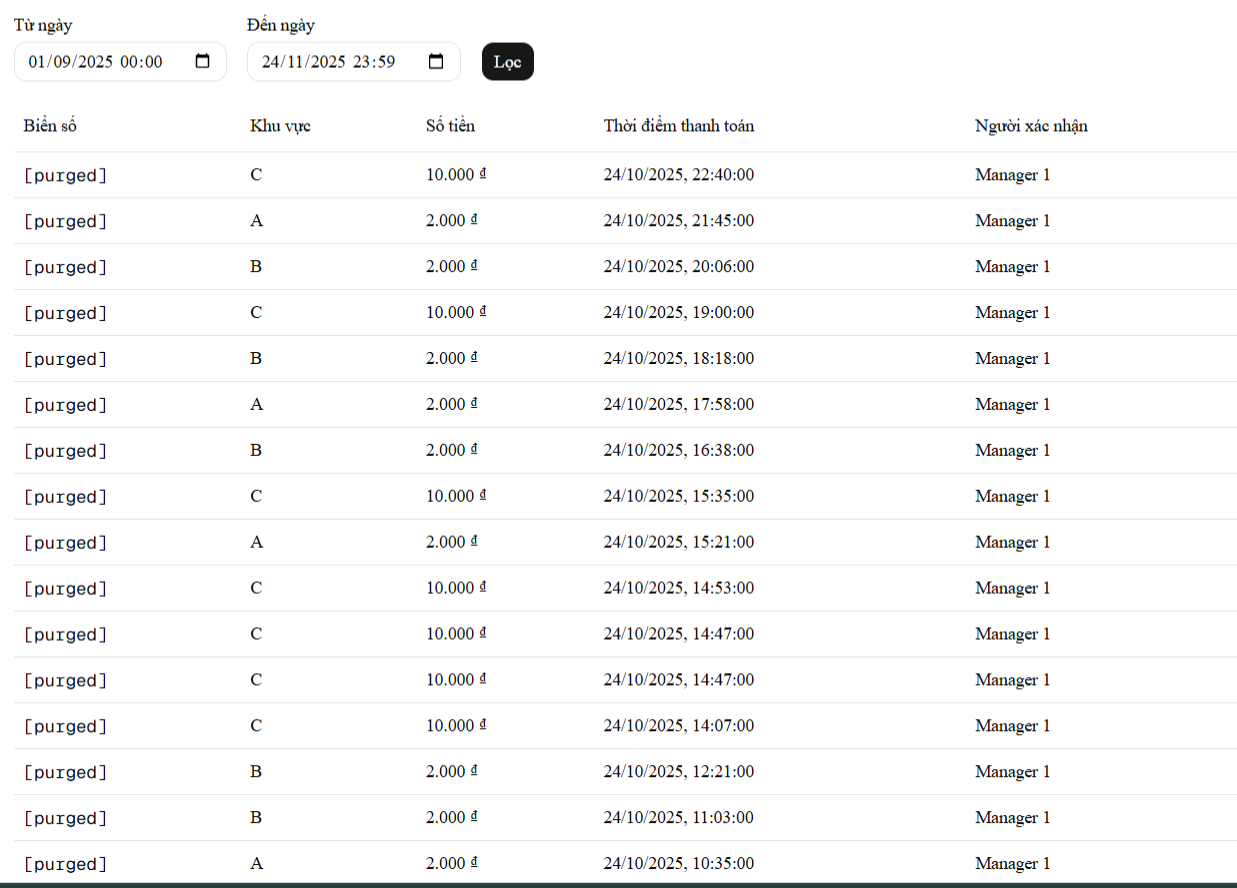 Từ ngày Đến ngày
01/09/2025 00:00 24/11/2025 23:59 Lọc
Biển số Khu vực Số tiền Thời điểm thanh toán Người xác nhận
[purged] C 10.000 ₫ 24/10/2025, 22:40:00 Manager 1
[purged] A 2.000 ₫ 24/10/2025, 21:45:00 Manager 1
[purged] B 2.000 ₫ 24/10/2025, 20:06:00 Manager 1
[purged] C 10.000 ₫ 24/10/2025, 19:00:00 Manager 1
[purged] B 2.000 ₫ 24/10/2025, 18:18:00 Manager 1
[purged] A 2.000 ₫ 24/10/2025, 17:58:00 Manager 1
[purged] B 2.000 ₫ 24/10/2025, 16:38:00 Manager 1
[purged] C 10.000 ₫ 24/10/2025, 15:35:00 Manager 1
[purged] A 2.000 ₫ 24/10/2025, 15:21:00 Manager 1
[purged] C 10.000 ₫ 24/10/2025, 14:53:00 Manager 1
[purged] C 10.000 ₫ 24/10/2025, 14:47:00 Manager 1
[purged] C 10.000 ₫ 24/10/2025, 14:47:00 Manager 1
[purged] C 10.000 ₫ 24/10/2025, 14:07:00 Manager 1
[purged] B 2.000 ₫ 24/10/2025, 12:21:00 Manager 1
[purged] B 2.000 ₫ 24/10/2025, 11:03:00 Manager 1
[purged] A 2.000 ₫ 24/10/2025, 10:35:00 Manager 1